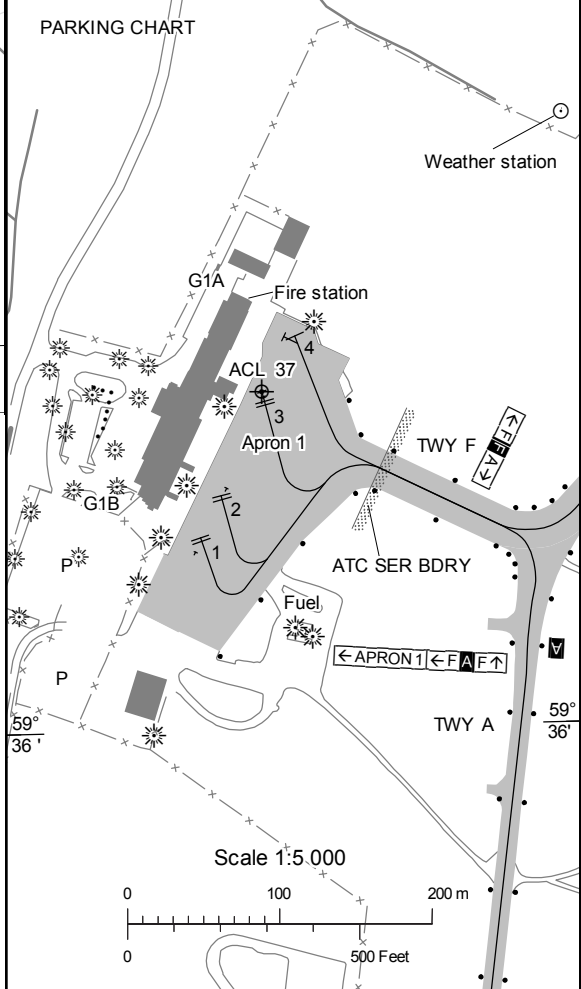 PARKING CHART
Weather station
G1A
Fire station
4
ACL 37
3
Apron 1
TWY F
←F F A→
2
G1B
1
ATC SER BDRY
P
Fuel
←APRON 1 ←F A F↑
A
P
59°
36'
TWY A
59°
36'
Scale 1:5 000
0 100 200 m
0 500 Feet